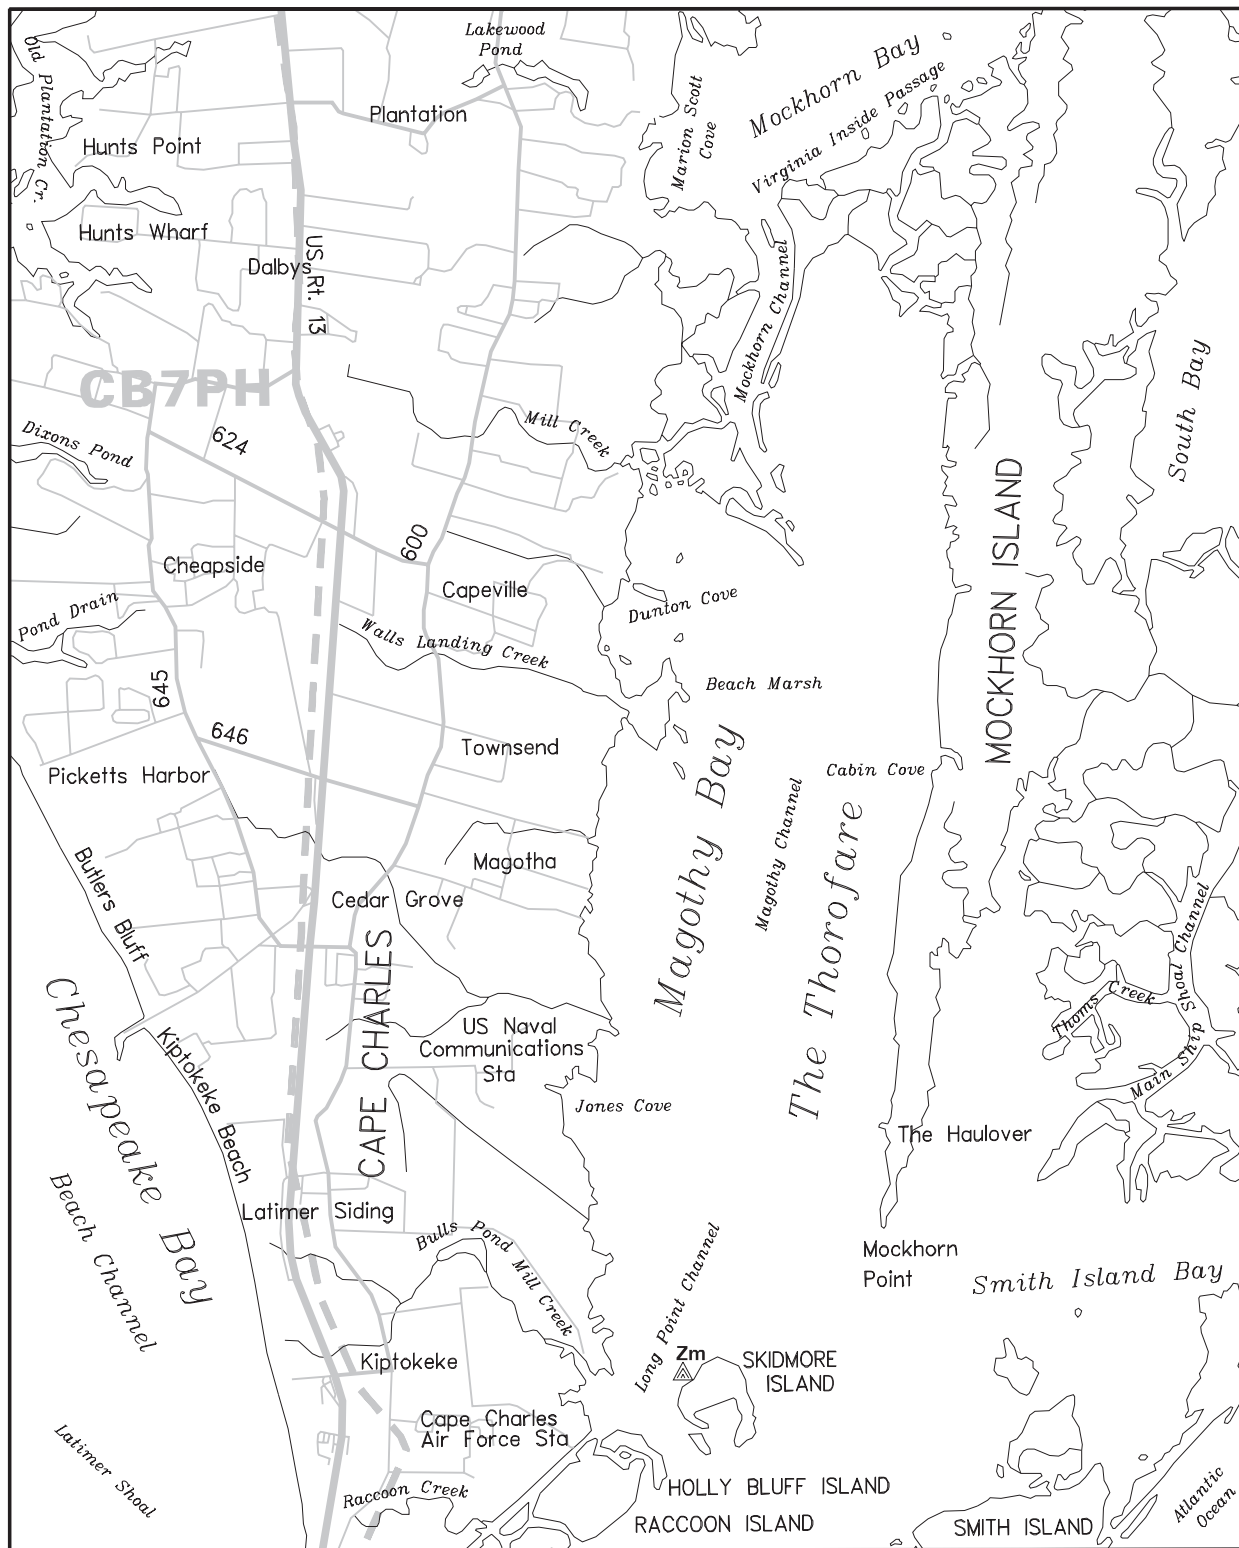 Lakewood
Pond
Old Plantation Cr.
Mockhorn Bay
Virginia Inside Passage
Marion Scott
Cove
Plantation
Hunts Point
Hunts Wharf
Dalbys
US Rt. 13
Mockhorn Channel
South Bay
CB7PH
Dixons Pond
624
Mill Creek
600
MOCKHORN ISLAND
Cheapside
Capeville
Dunton Cove
Pond Drain
Walls Landing Creek
645
Beach Marsh
646
Townsend
Picketts Harbor
Cabin Cove
Magothy Bay
Magothy Channel
The Thorofare
Butlers Bluff
Magotha
Cedar Grove
Main Ship Shoal Channel
Thoms Creek
CAPE CHARLES
Chesapeake Bay
US Naval
Communications
Sta
Kiptokeke Beach
Jones Cove
The Haulover
Beach Channel
Latimer Siding
Bulls Pond Mill Creek
Long Point Channel
Mockhorn
Point
Smith Island Bay
Kiptokeke
Zm
SKIDMORE
ISLAND
Cape Charles
Air Force Sta
Latimer Shoal
Raccoon Creek
HOLLY BLUFF ISLAND
RACCOON ISLAND
SMITH ISLAND
Atlantic
Ocean